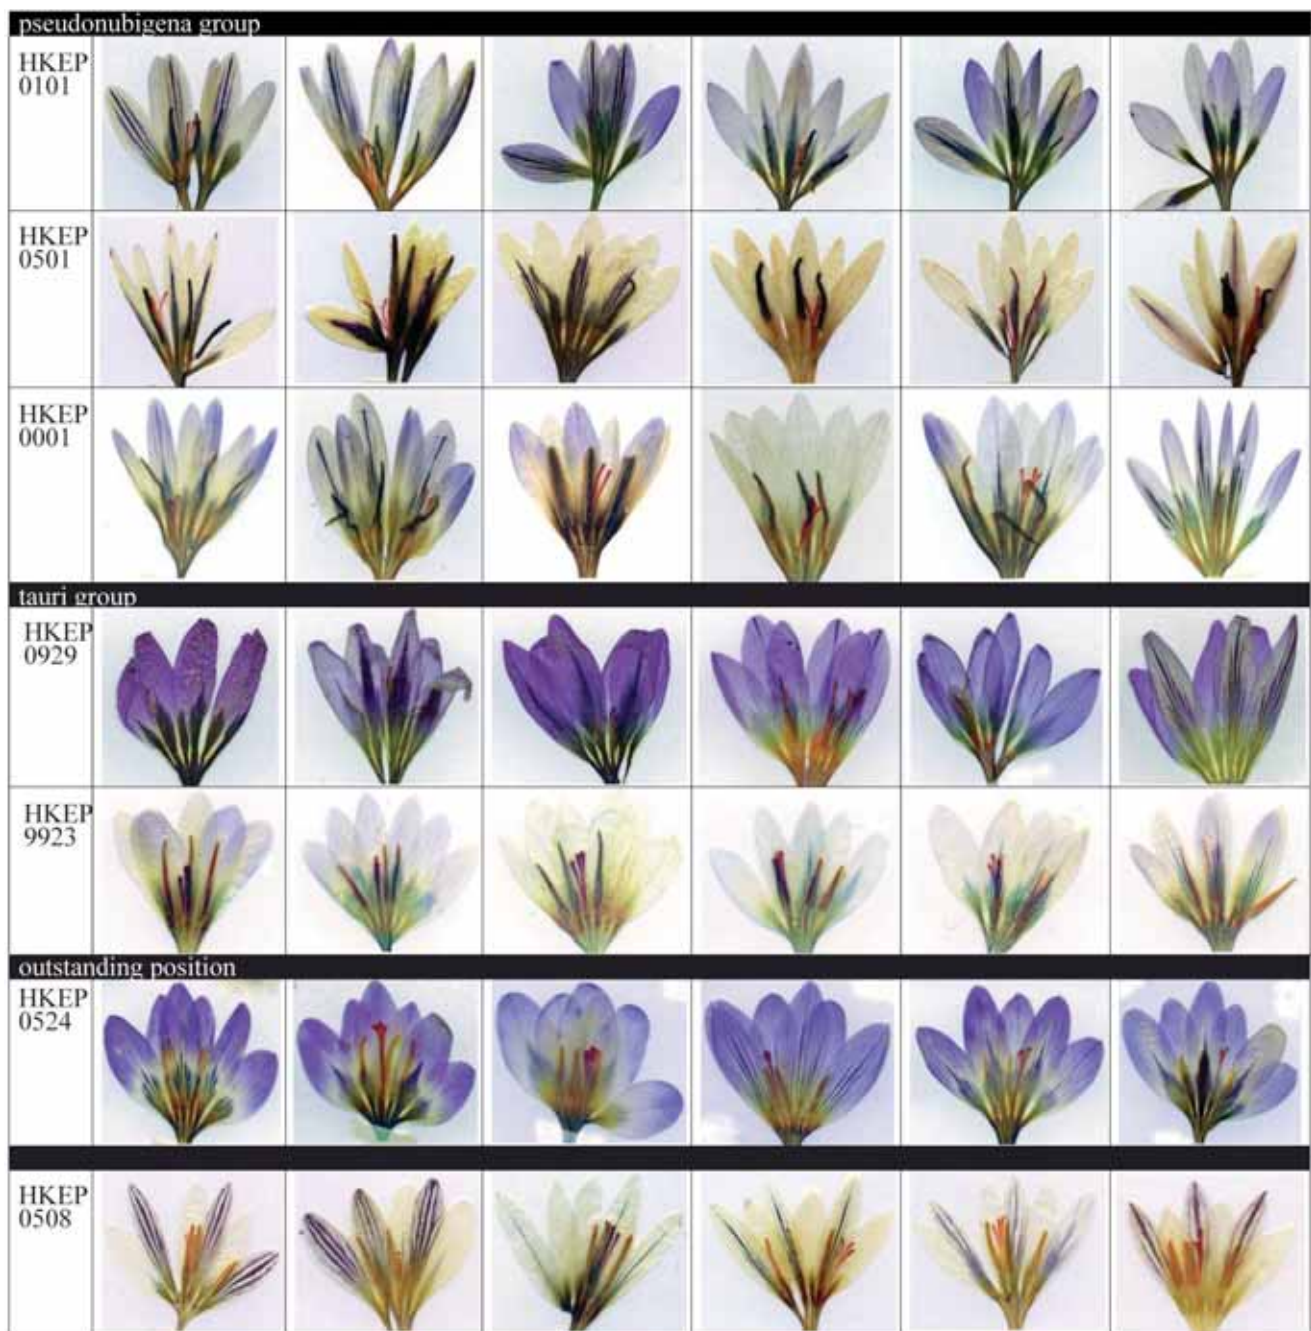 pseudonubigena group
HKEP
0101
HKEP
0501
HKEP
0001
tauri group
HKEP
0929
HKEP
9923
outstanding position
HKEP
0524
HKEP
0508